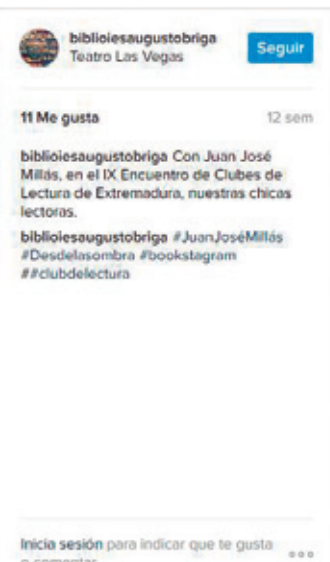 biblioiesaugustobriga
Teatro Las Vegas
Seguir
11 Me gusta
12 sem
biblioiesaugustobriga Con Juan José
Millás, en el IX Encuentro de Clubes de
Lectura de Extremadura, nuestras chicas
lectoras.
biblioiesaugustobriga #JuanJoséMillás
#Desdelasombra #bookstagram
##clubdelectura
Inicia sesión para indicar que te gusta
o comentar.